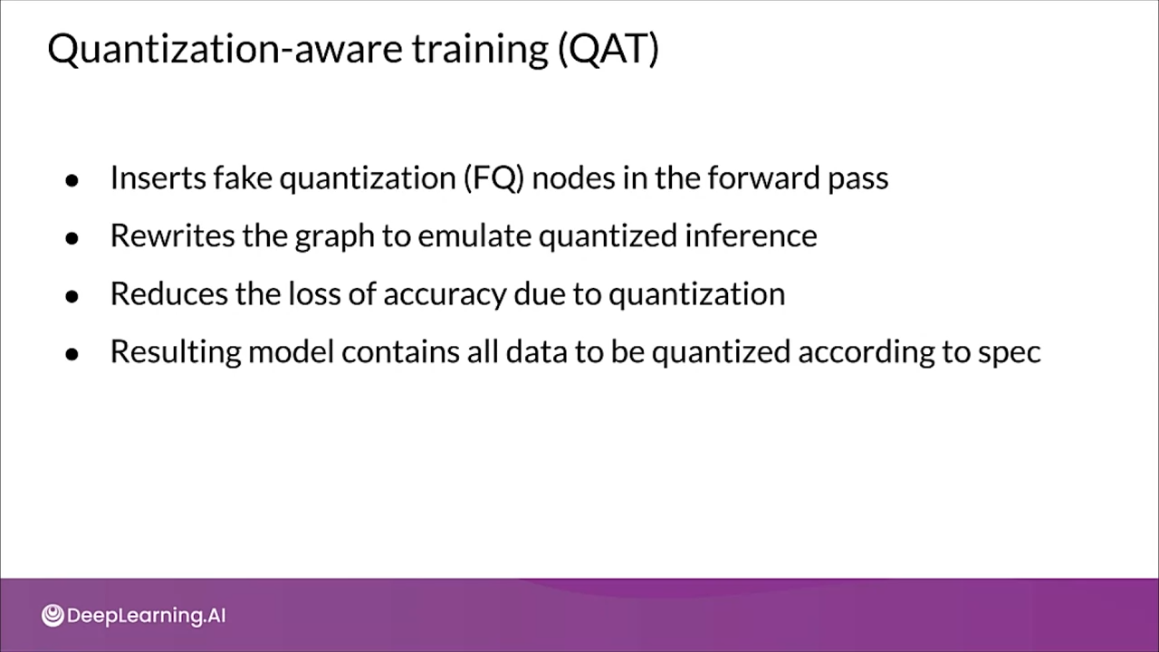 Quantization-aware training (QAT)
● Inserts fake quantization (FQ) nodes in the forward pass
● Rewrites the graph to emulate quantized inference
● Reduces the loss of accuracy due to quantization
● Resulting model contains all data to be quantized according to spec
DeepLearning.AI